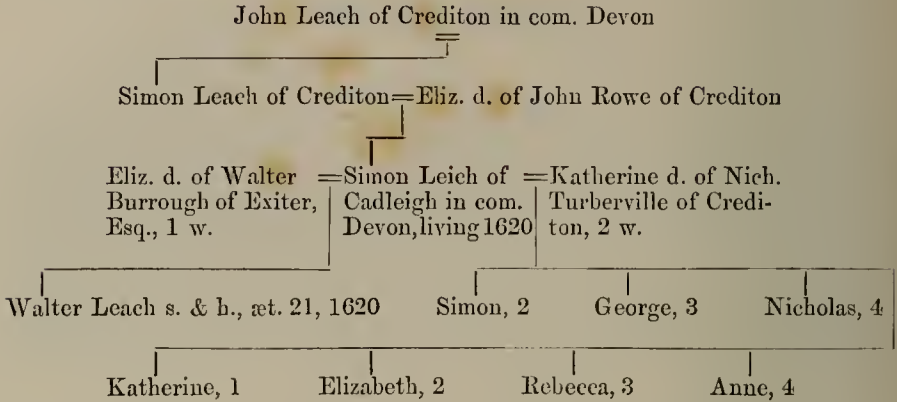 John Leach of Crediton in com. Devon
Simon Leach of Crediton=Eliz. d. of John Rowe of Crediton
Eliz. d. of Walter =Simon Leich of =Katherine d. of Nich.
Burrough of Exiter, Cadleigh in com. Turberville of Credi-
Esq., 1 w. Devon, living 1620 ton, 2 w.
Walter Leach s. & h., æt. 21, 1620 Simon, 2 George, 3 Nicholas, 4
Katherine, 1 Elizabeth, 2 Rebecca, 3 Anne, 4